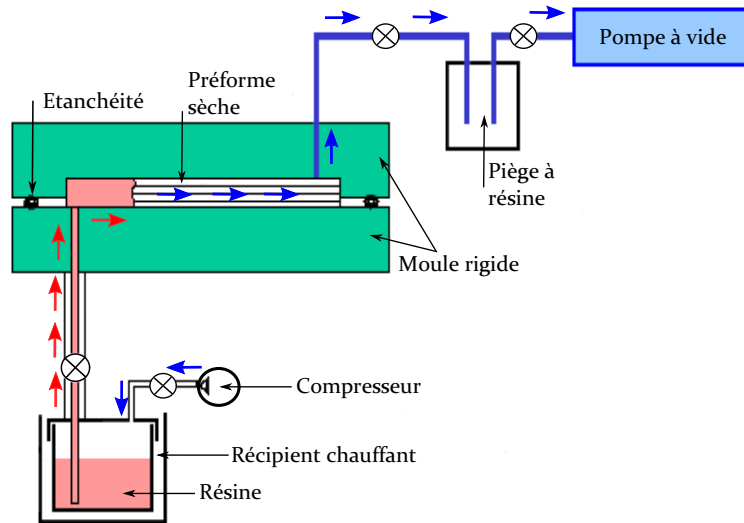 Pompe à vide
Préforme
sèche
Etanchéité
Piège à
résine
Moule rigide
Compresseur
Récipient chauffant
Résine